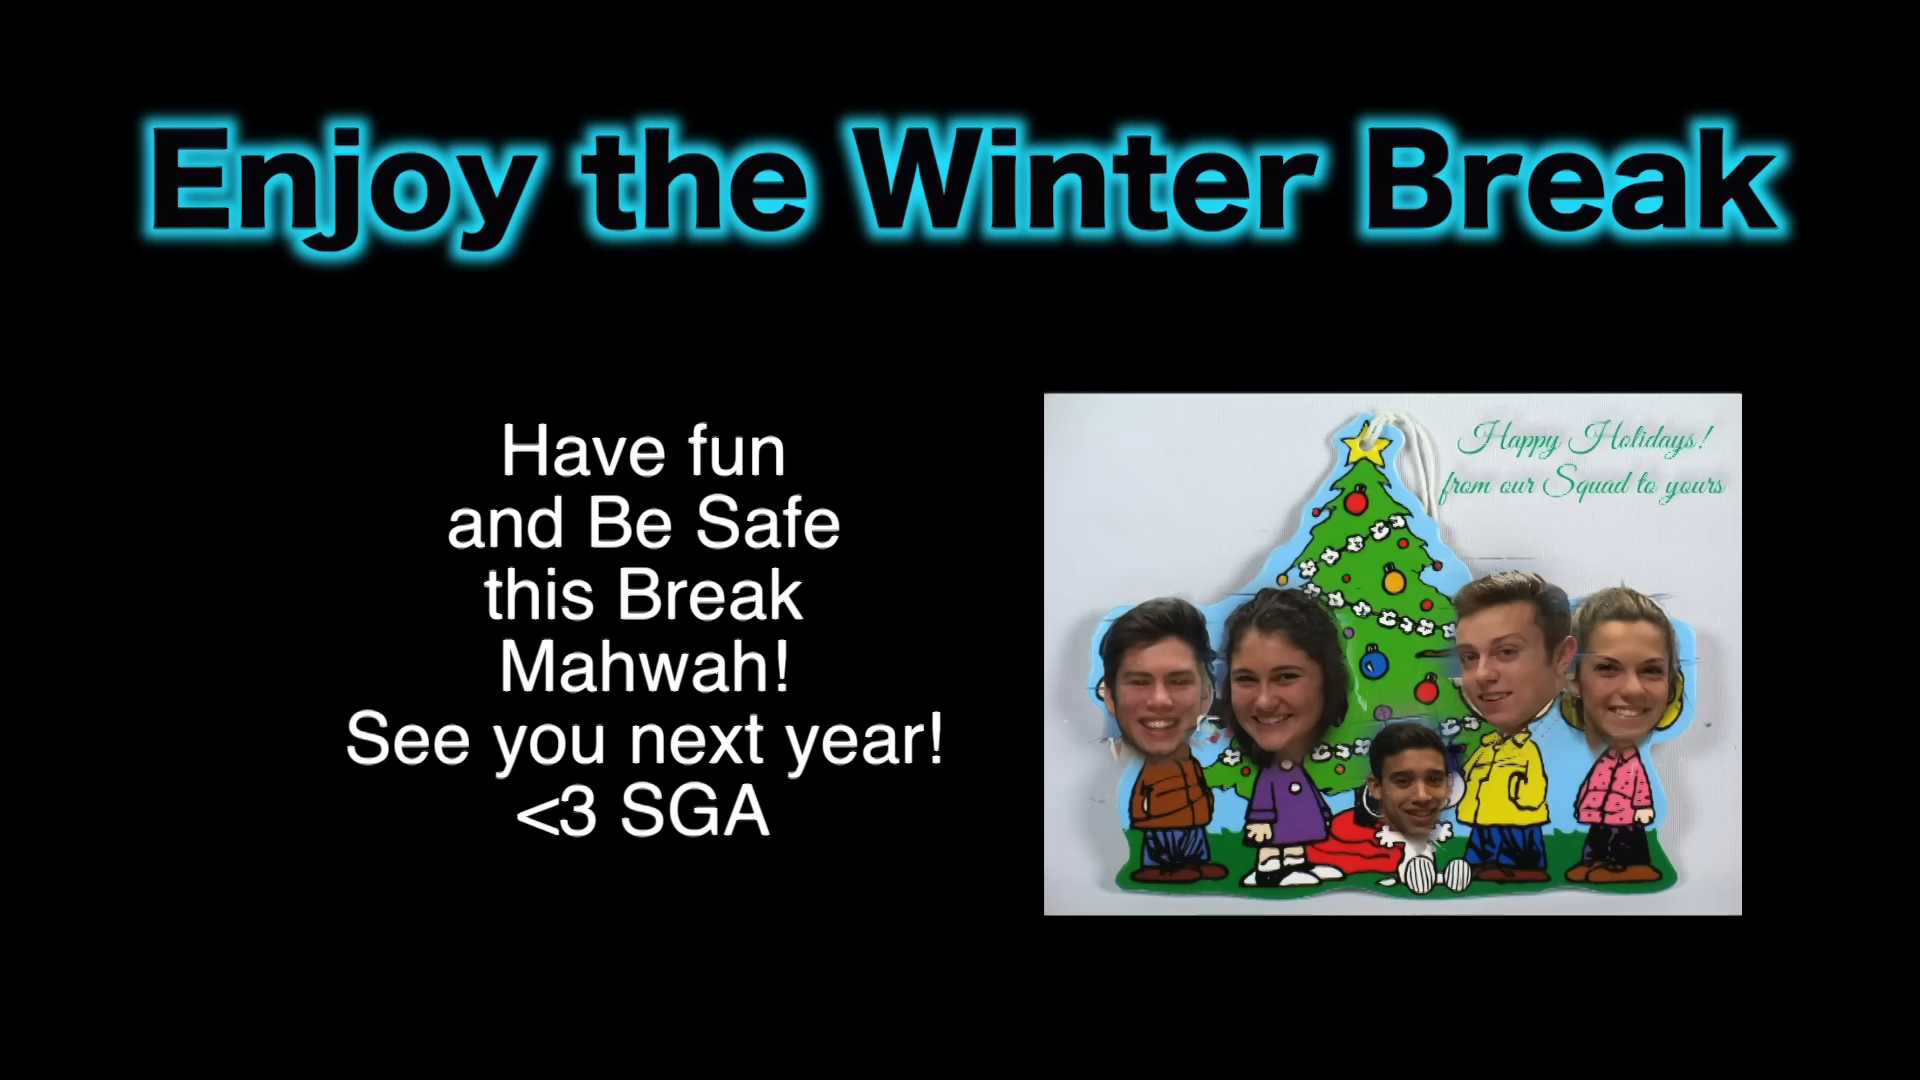 Enjoy the Winter Break
Have fun
and Be Safe
this Break
Mahwah!
See you next year!
<3 SGA
Happy Holidays!
from our Squad to yours